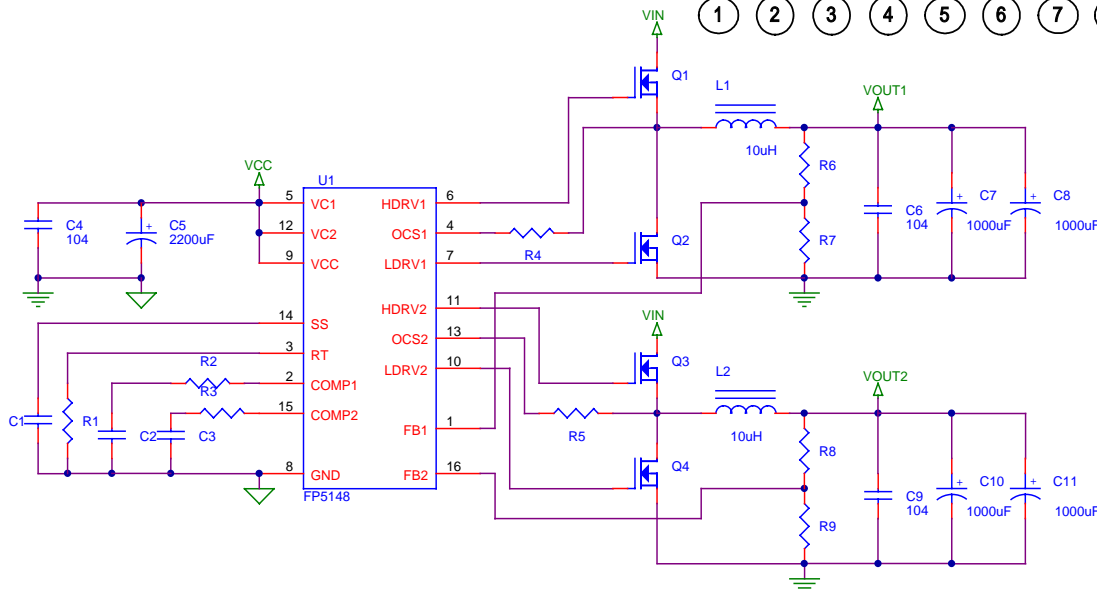 VIN
1 2 3 4 5 6 7
Q1
L1
VOUT1
10uH
R6
VCC
U1
5 VC1
HDRV1 6
C4
104
C5
2200uF
12 VC2
OCS1 4
R4
Q2
R7
C6
104
C7
1000uF
C8
1000uF
9 VCC
LDRV1 7
HDRV2 11
14 SS
OCS2 13
VIN
3 RT
R2
LDRV2 10
Q3
L2
VOUT2
2 COMP1
R3
15 COMP2
C1
R1
C2
C3
FB1 1
R5
10uH
R8
8 GND
FB2 16
Q4
FP5148
C9
104
C10
1000uF
C11
1000uF
R9